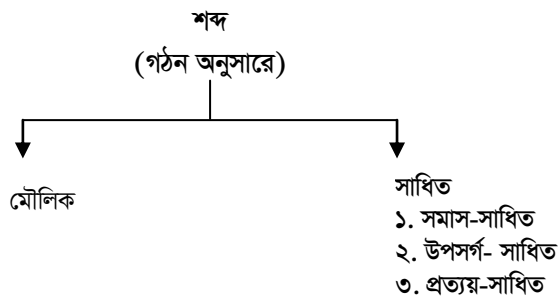 শব্দ
(গঠন অনুসারে)
মৌলিক
সাধিত
১. সমাস-সাধিত
২. উপসর্গ- সাধিত
৩. প্রত্যয়-সাধিত